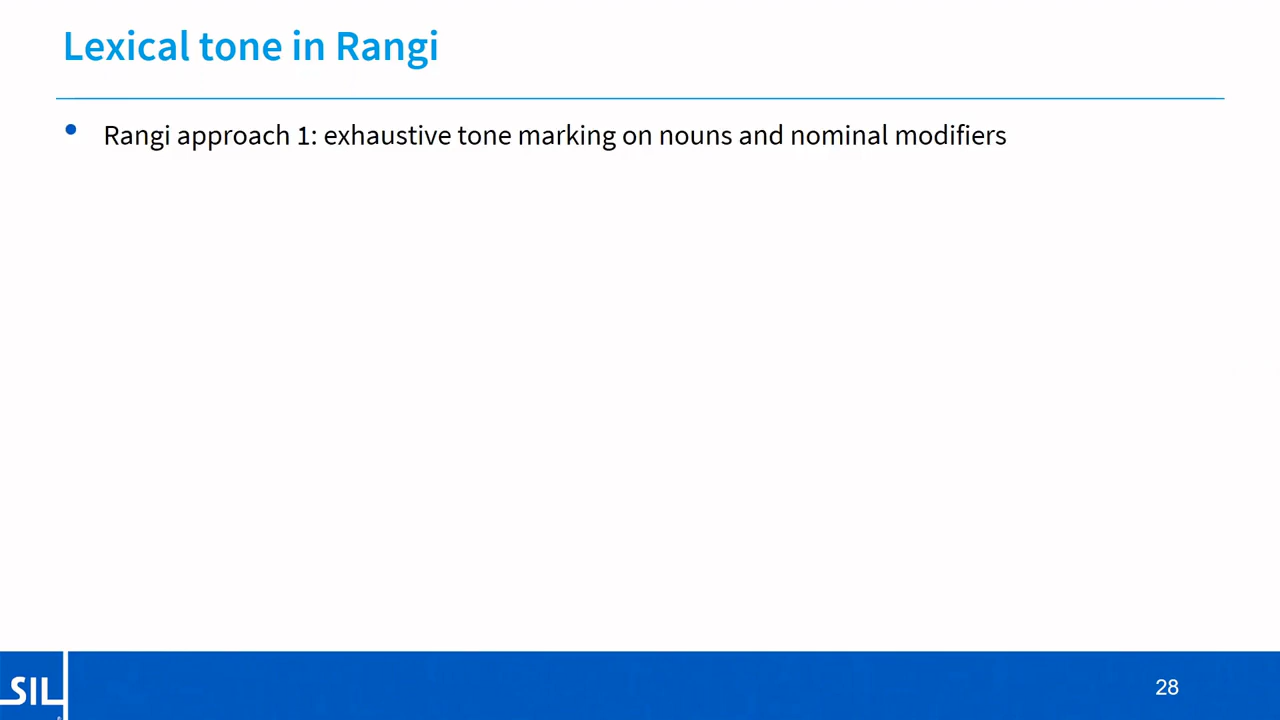 Lexical tone in Rangi
• Rangi approach 1: exhaustive tone marking on nouns and nominal modifiers
SIL
28